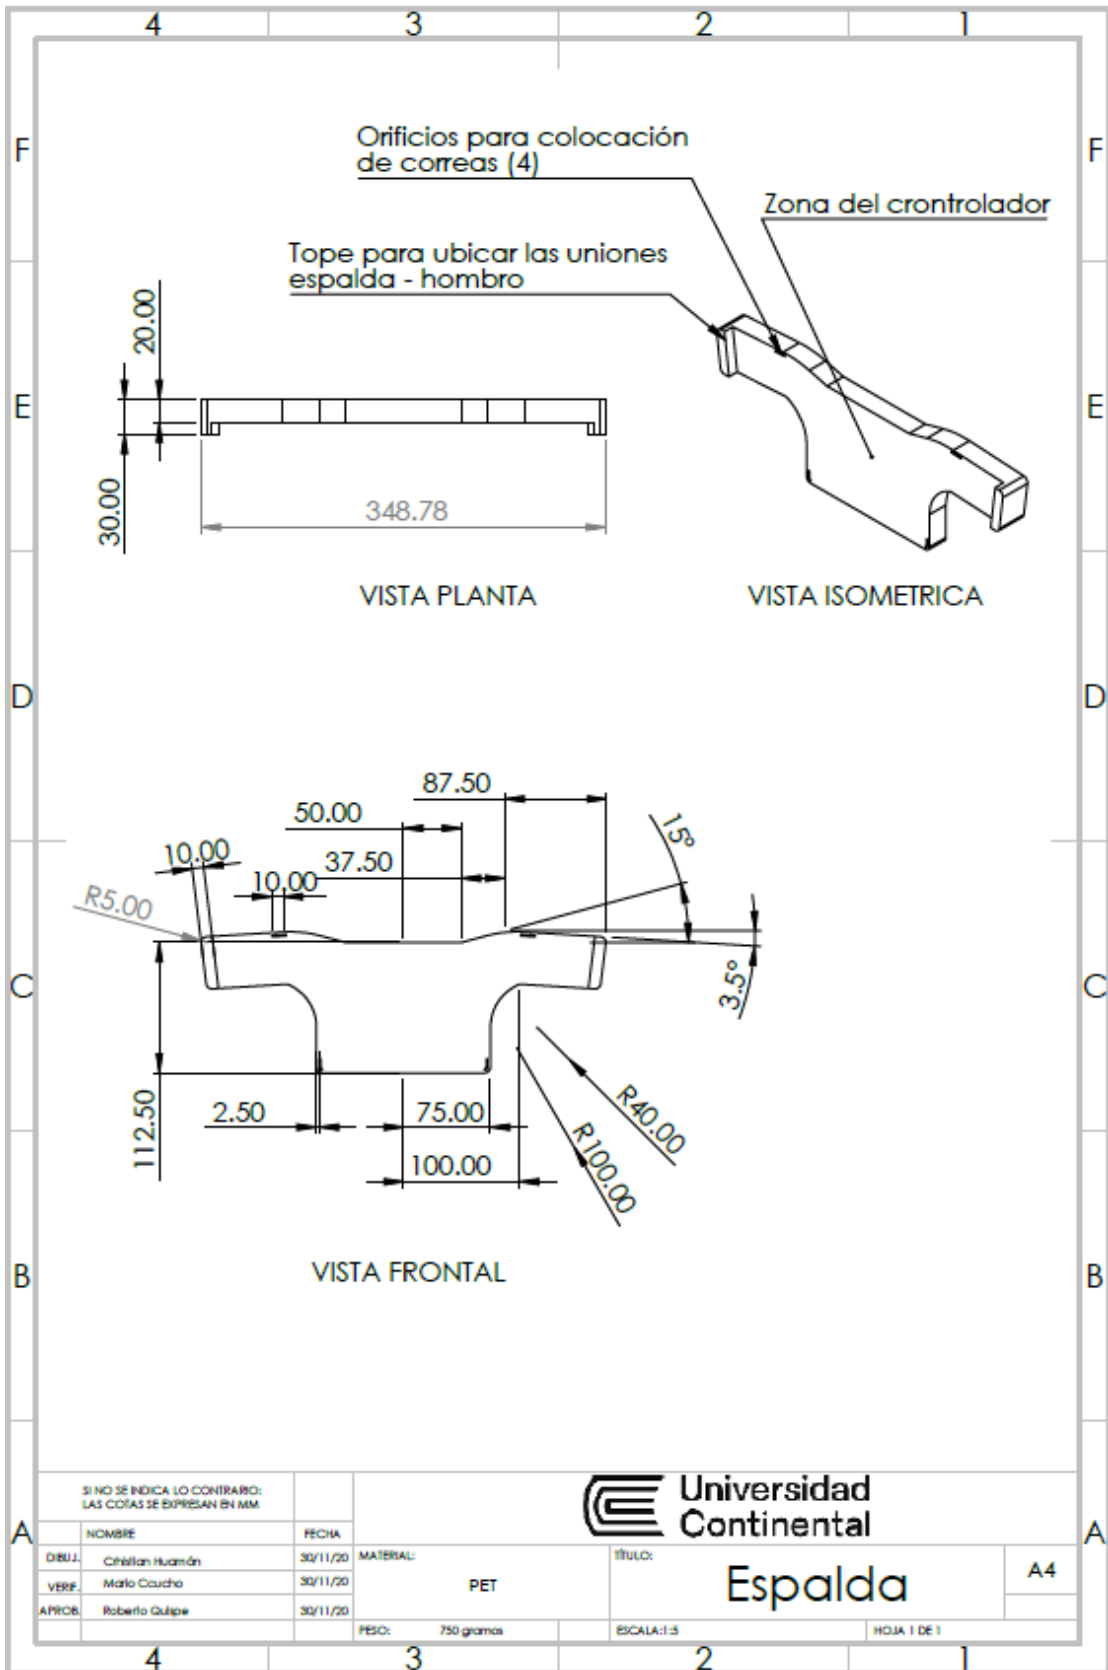 4 3 2 1
F F
Orificios para colocación
de correas (4)
Zona del crontrolador
Tope para ubicar las uniones
espalda - hombro
20.00
E E
30.00
348.78
VISTA PLANTA
VISTA ISOMETRICA
D D
87.50
50.00
15°
10.00
37.50
10.00
R5.00
C C
3.5°
112.50
2.50
75.00
R40.00
R100.00
100.00
VISTA FRONTAL
B B
SI NO SE INDICA LO CONTRARIO:
LAS COTAS SE EXPRESAN EN MM
Universidad
Continental
A A
NOMBRE FECHA
DIBUJ. Crhistian Huamán 30/11/20
VERIF. Mario Ccucho 30/11/20
APROB. Roberto Quispe 30/11/20
MATERIAL:
PET
TÍTULO:
Espalda
A4
PESO: 750 gramos
ESCALA:1:5
HOJA 1 DE 1
4 3 2 1